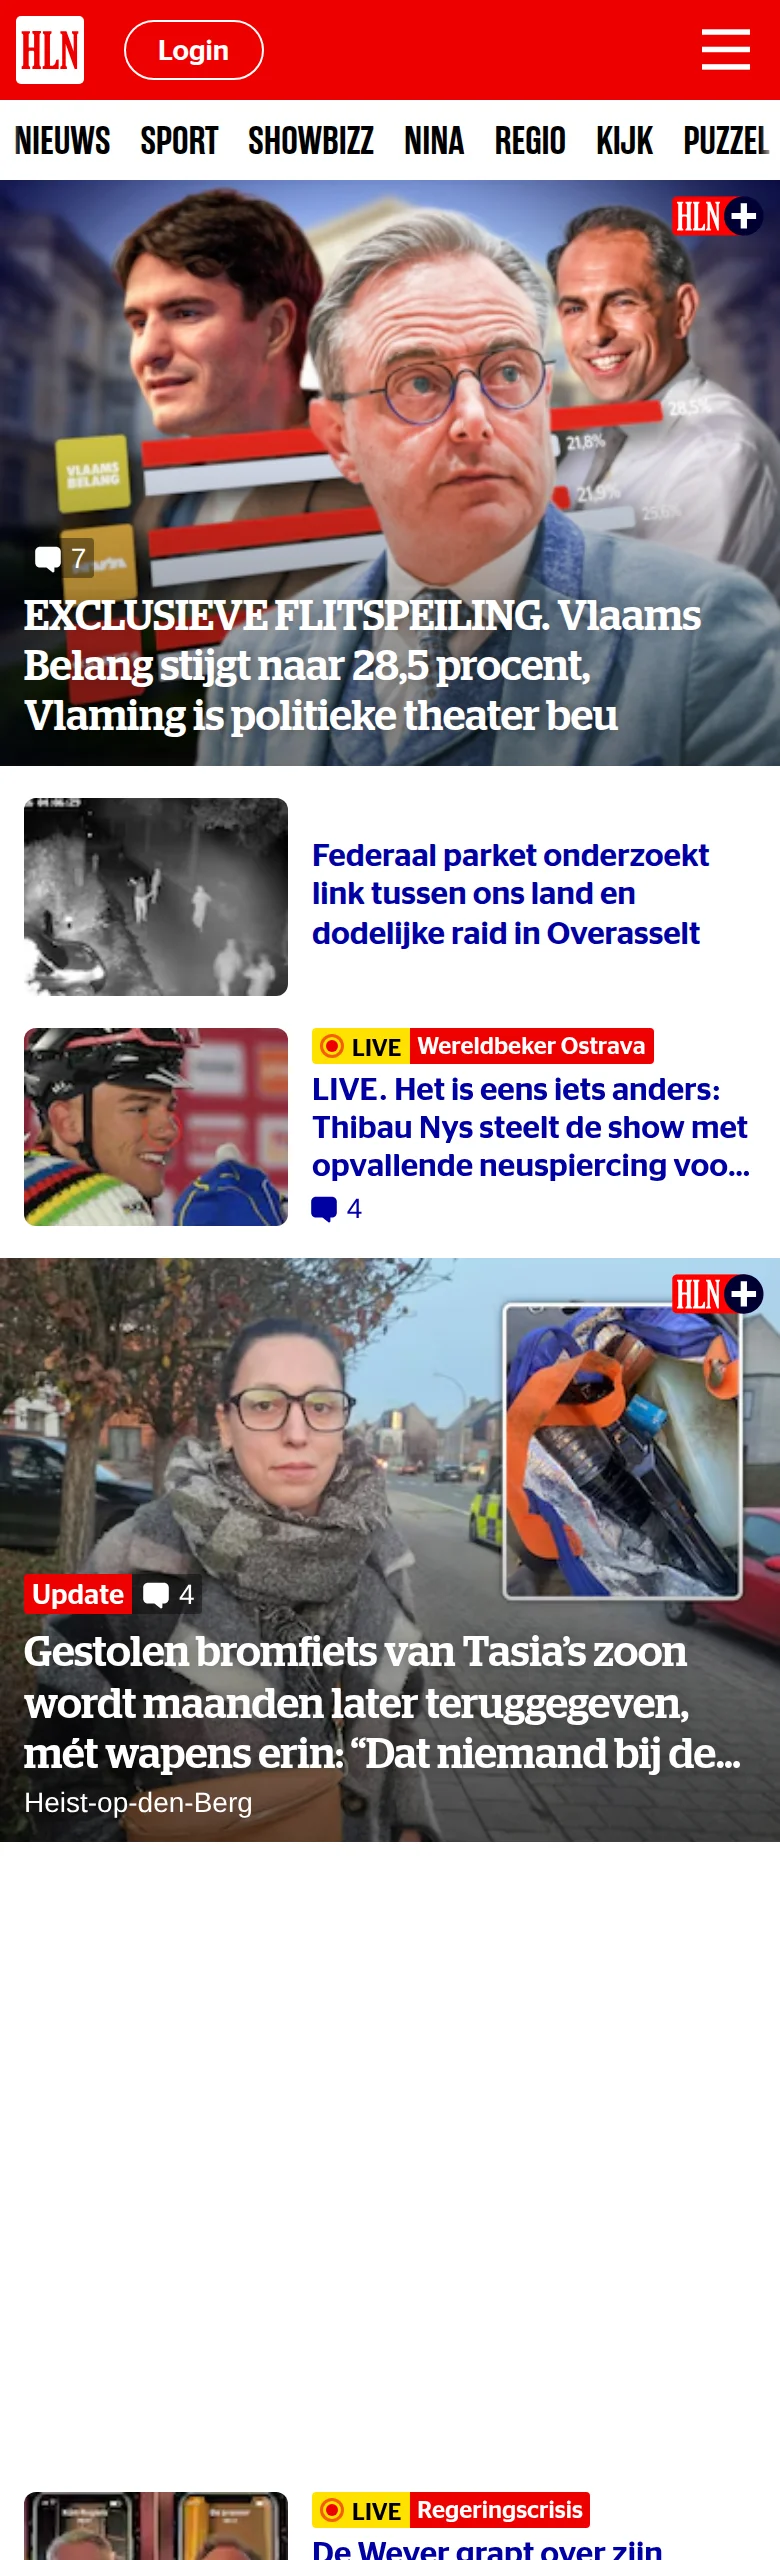 HLN
Login
NIEUWS SPORT SHOWBIZZ NINA REGIO KIJK PUZZEL
HLN+
28,5%
21,8%
VLAAMS
BELANG
21,9%
25,6%
7
EXCLUSIEVE FLITSPEILING. Vlaams
Belang stijgt naar 28,5 procent,
Vlaming is politieke theater beu
Federaal parket onderzoekt
link tussen ons land en
dodelijke raid in Overasselt
LIVE Wereldbeker Ostrava
LIVE. Het is eens iets anders:
Thibau Nys steelt de show met
opvallende neuspiercing voo...
4
HLN+
Update 4
Gestolen bromfiets van Tasia’s zoon
wordt maanden later teruggegeven,
mét wapens erin: “Dat niemand bij de...
Heist-op-den-Berg
LIVE Regeringscrisis
De Wever grapt over zijn